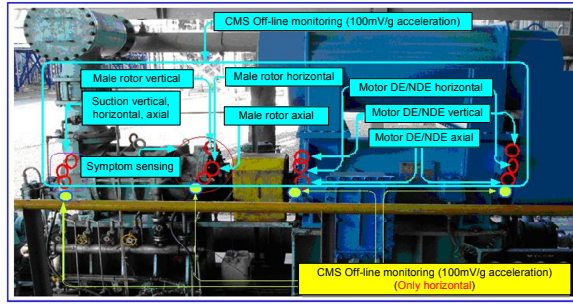 CMS Off-line monitoring (100mV/g acceleration)
Male rotor vertical
Male rotor horizontal
Motor DE/NDE horizontal
Suction vertical,
horizontal, axial
Male rotor axial
Motor DE/NDE vertical
Motor DE/NDE axial
Symptom sensing
CMS Off-line monitoring (100mV/g acceleration)
(Only horizontal)